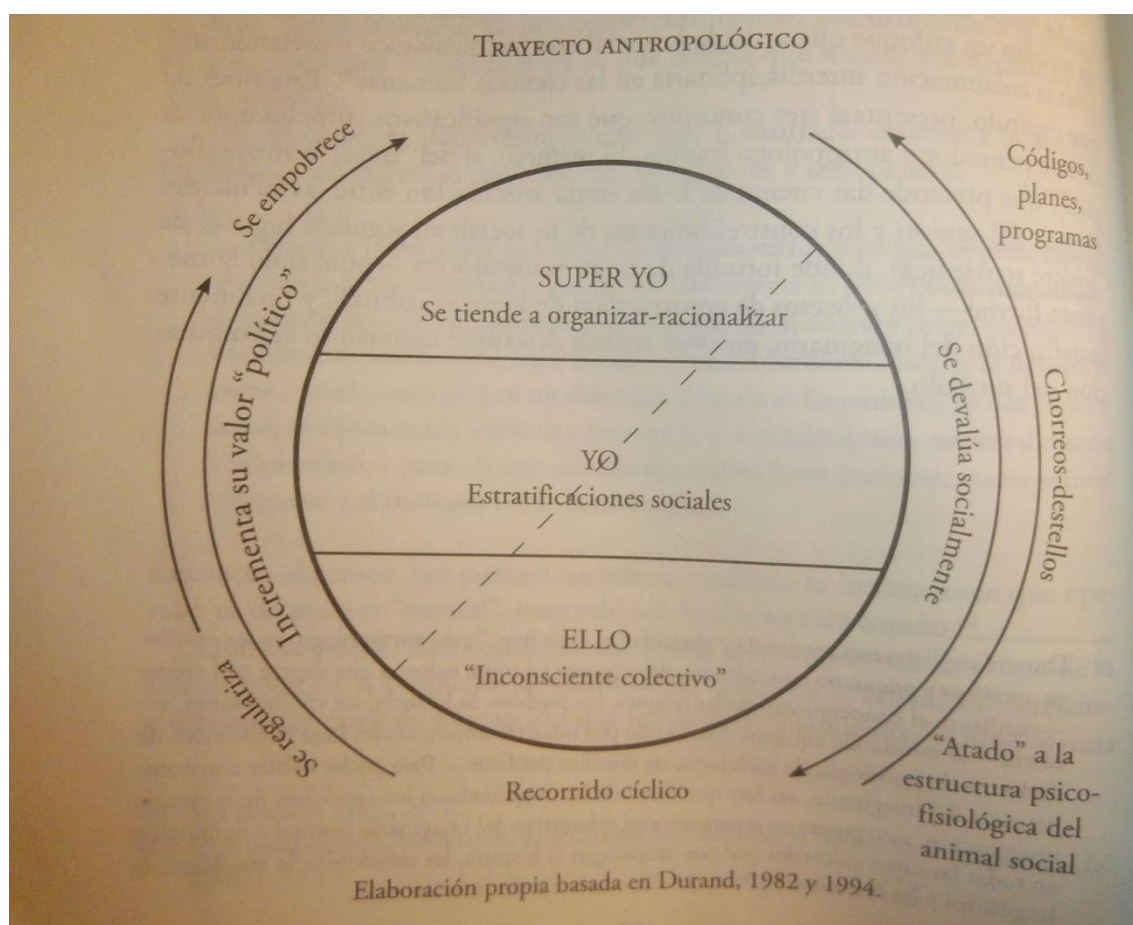 TRAYECTO ANTROPOLÓGICO
Se empobrece
Códigos,
planes,
programas
SUPER YO
Se tiende a organizar-racionalizar
Incrementa su valor “político”
Se devalúa socialmente
Chorreos-destellos
YO
Estratificaciones sociales
ELLO
“Inconsciente colectivo”
Se regulariza
“Atado” a la
estructura psico-
fisiológica del
animal social
Recorrido cíclico
Elaboración propia basada en Durand, 1982 y 1994.